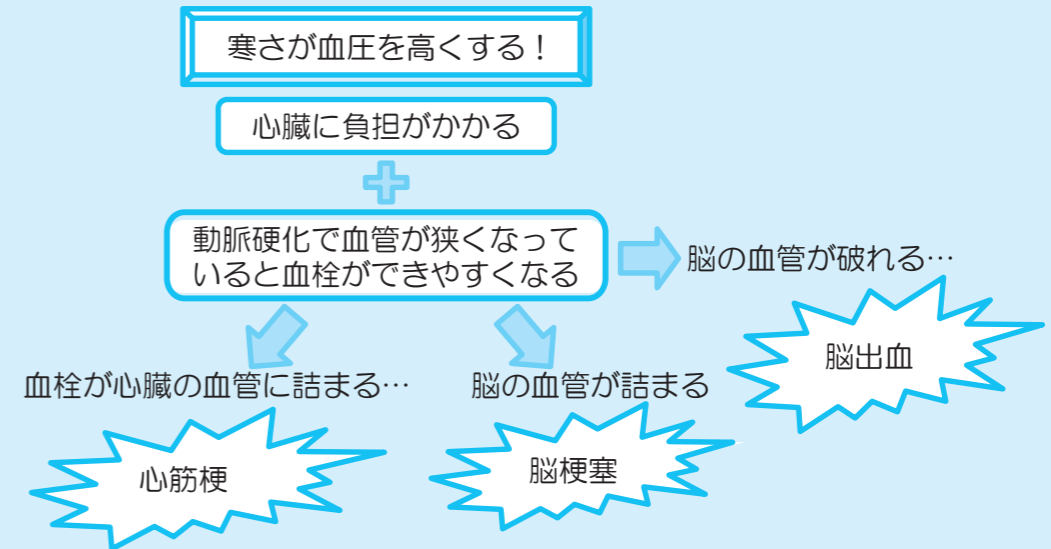 寒さが血圧を高くする！
心臓に負担がかかる
動脈硬化で血管が狭くなって
いると血栓ができやすくなる
脳の血管が破れる…
脳出血
血栓が心臓の血管に詰まる…
脳の血管が詰まる
心筋梗
脳梗塞